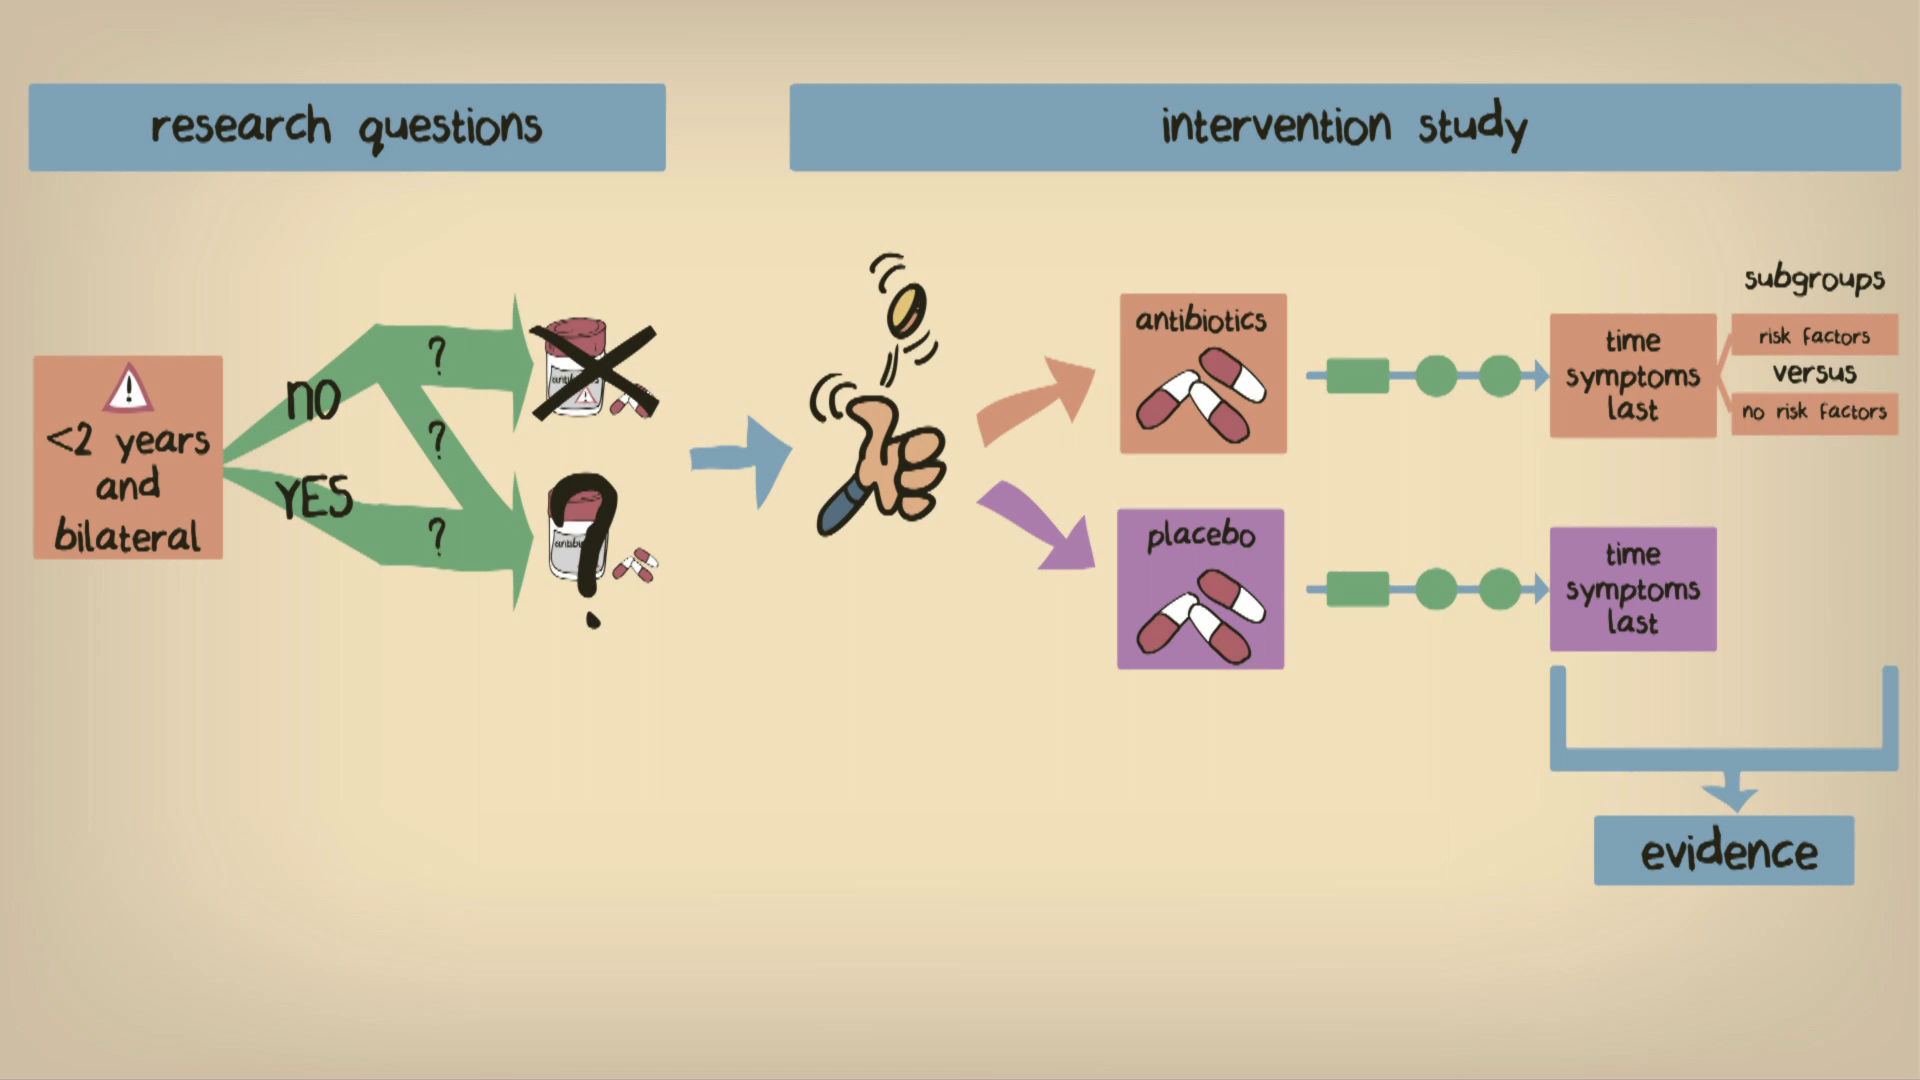 research questions
intervention study
!
<2 years
and
bilateral
NO
YES
?
?
?
?
antibiotics
placebo
time
symptoms
last
subgroups
risk factors
versus
no risk factors
time
symptoms
last
evidence